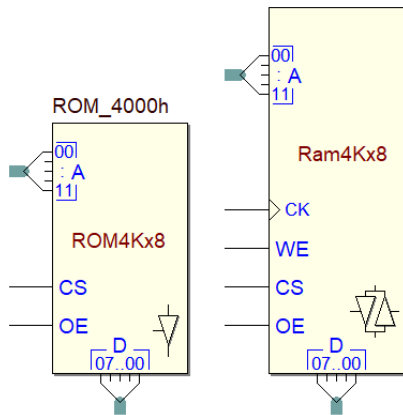 ROM_4000h
00
: A
11
ROM4Kx8
CS
OE
D
07..00
00
: A
11
Ram4Kx8
CK
WE
CS
OE
D
07..00